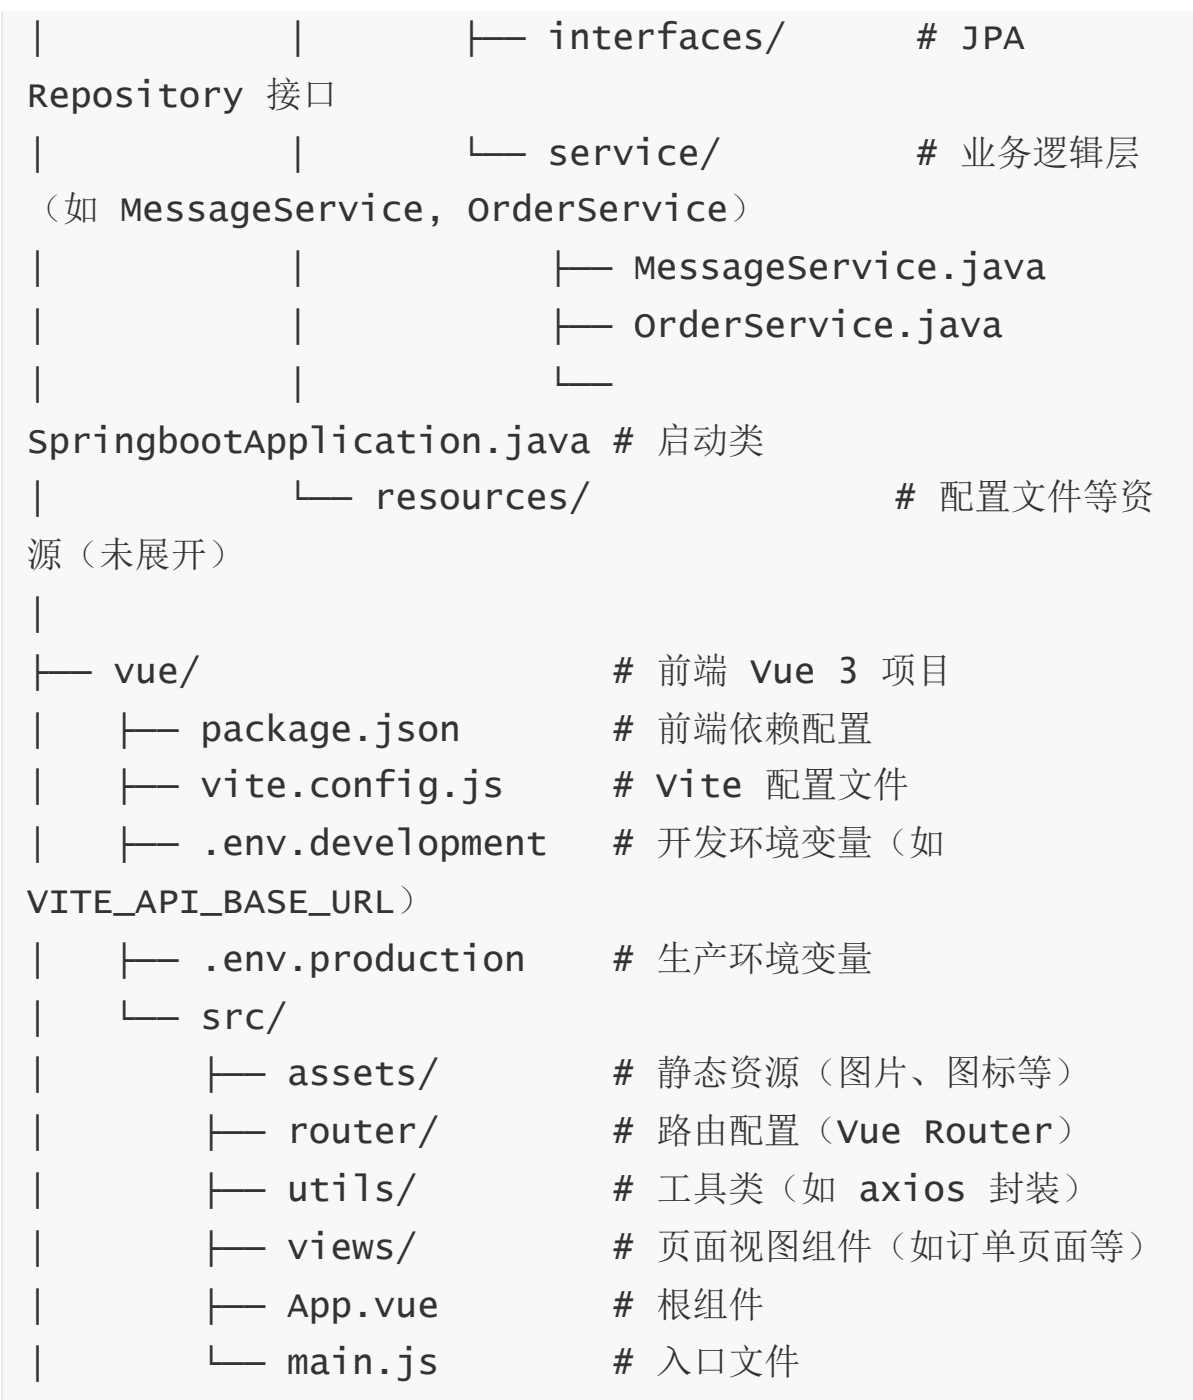 │           │       ├── interfaces/      # JPA
Repository 接口
│           │       └── service/         # 业务逻辑层
（如 MessageService, OrderService）
│           │           ├── MessageService.java
│           │           ├── OrderService.java
│           │           └──
SpringbootApplication.java # 启动类
│           └── resources/              # 配置文件等资
源（未展开）
│
├── vue/                   # 前端 Vue 3 项目
│   ├── package.json       # 前端依赖配置
│   ├── vite.config.js     # Vite 配置文件
│   ├── .env.development   # 开发环境变量（如
VITE_API_BASE_URL）
│   ├── .env.production    # 生产环境变量
│   └── src/
│       ├── assets/        # 静态资源（图片、图标等）
│       ├── router/        # 路由配置（Vue Router）
│       ├── utils/         # 工具类（如 axios 封装）
│       ├── views/         # 页面视图组件（如订单页面等）
│       ├── App.vue        # 根组件
│       └── main.js        # 入口文件